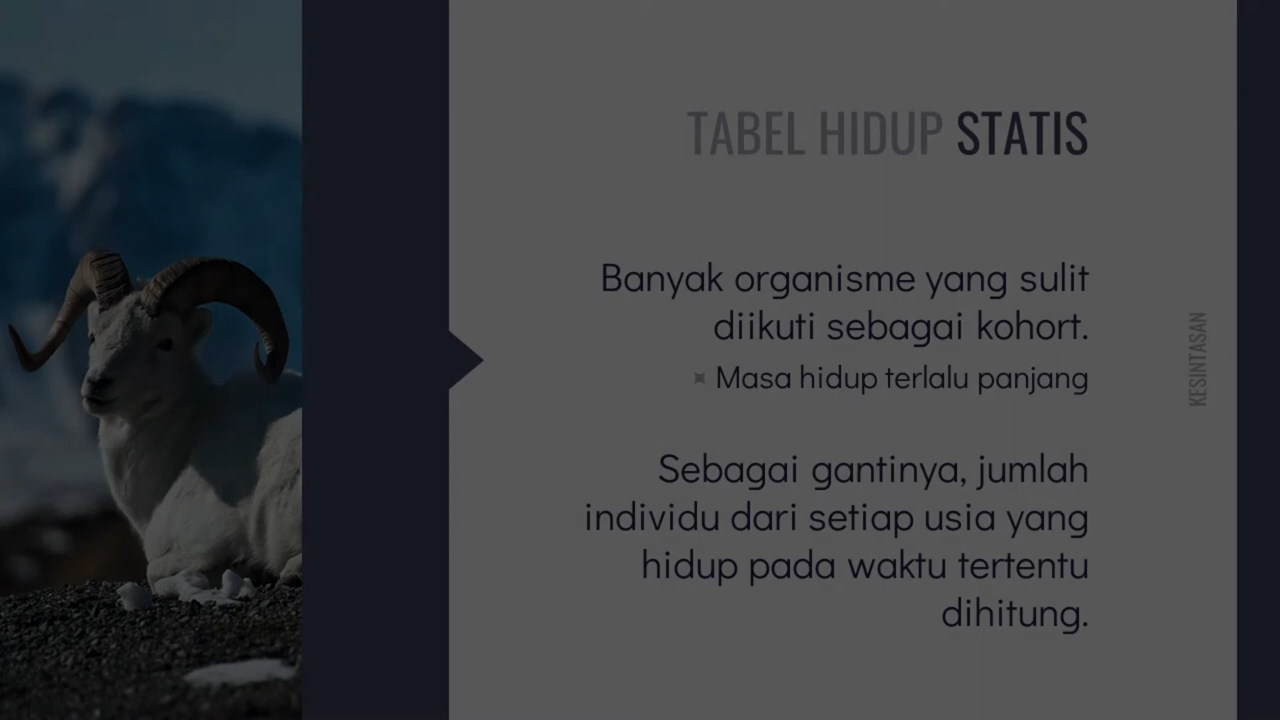 TABEL HIDUP STATIS
Banyak organisme yang sulit
diikuti sebagai kohort.
Masa hidup terlalu panjang
Sebagai gantinya, jumlah
individu dari setiap usia yang
hidup pada waktu tertentu
dihitung.
KESINTASAN